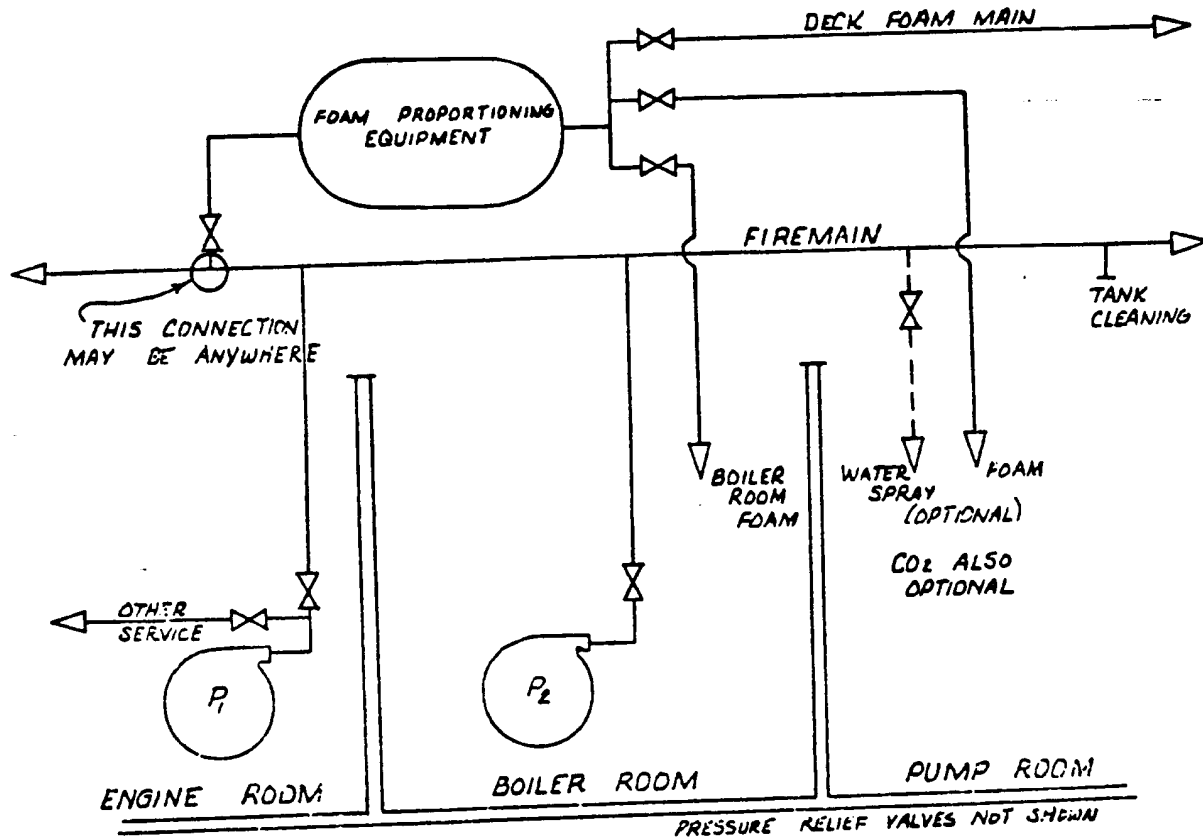 DECK FOAM MAIN
FOAM PROPORTIONING
EQUIPMENT
FIREMAIN
THIS CONNECTION
MAY BE ANYWHERE
TANK
CLEANING
BOILER
ROOM
FOAM
WATER
SPRAY
(OPTIONAL)
FOAM
CO2 ALSO
OPTIONAL
OTHER
SERVICE
P1
P2
ENGINE ROOM
BOILER ROOM
PUMP ROOM
PRESSURE RELIEF VALVES NOT SHOWN